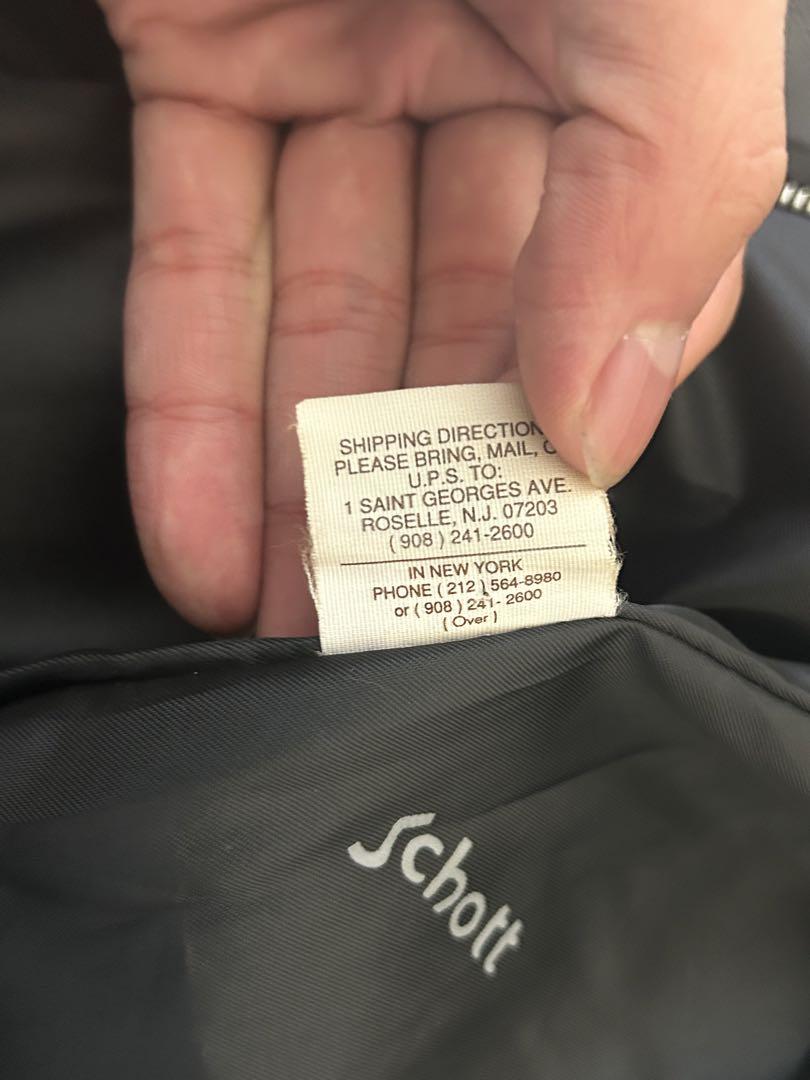 SHIPPING DIRECTION
PLEASE BRING, MAIL,
U.P.S. TO:
1 SAINT GEORGES AVE.
ROSELLE, N.J. 07203
( 908 ) 241-2600
IN NEW YORK
PHONE ( 212 ) 564-8980
or ( 908 ) 241- 2600
( Over )
Schott